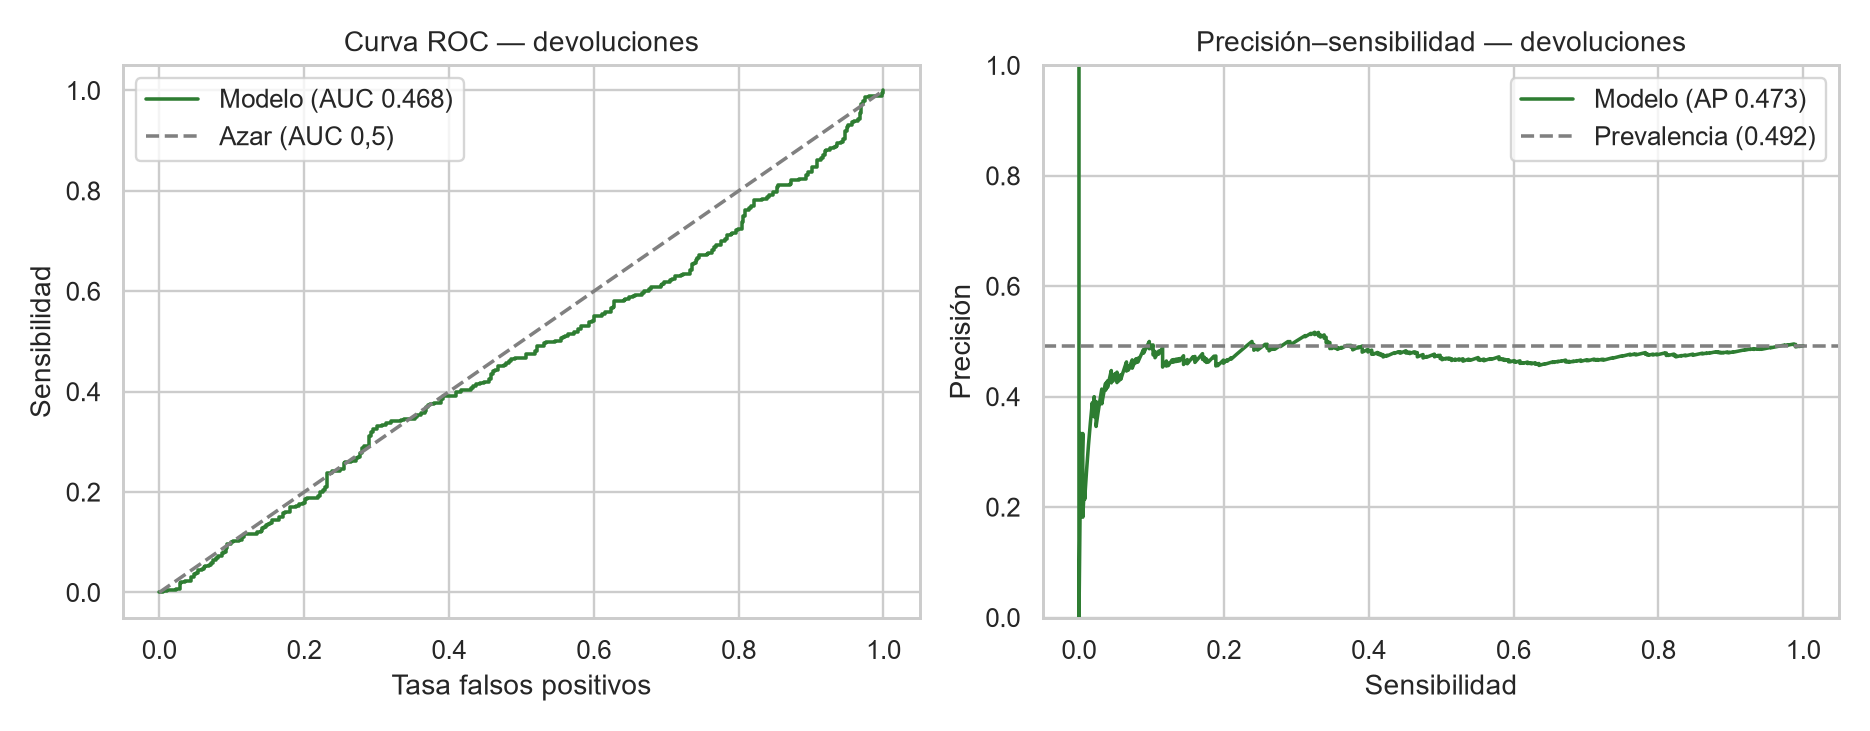 Curva ROC — devoluciones
Modelo (AUC 0.468)
Azar (AUC 0,5)
1.0
0.8
0.6
0.4
0.2
0.0
Sensibilidad
0.0 0.2 0.4 0.6 0.8 1.0
Tasa falsos positivos
Precisión–sensibilidad — devoluciones
Modelo (AP 0.473)
Prevalencia (0.492)
1.0
0.8
0.6
0.4
0.2
0.0
Precisión
0.0 0.2 0.4 0.6 0.8 1.0
Sensibilidad